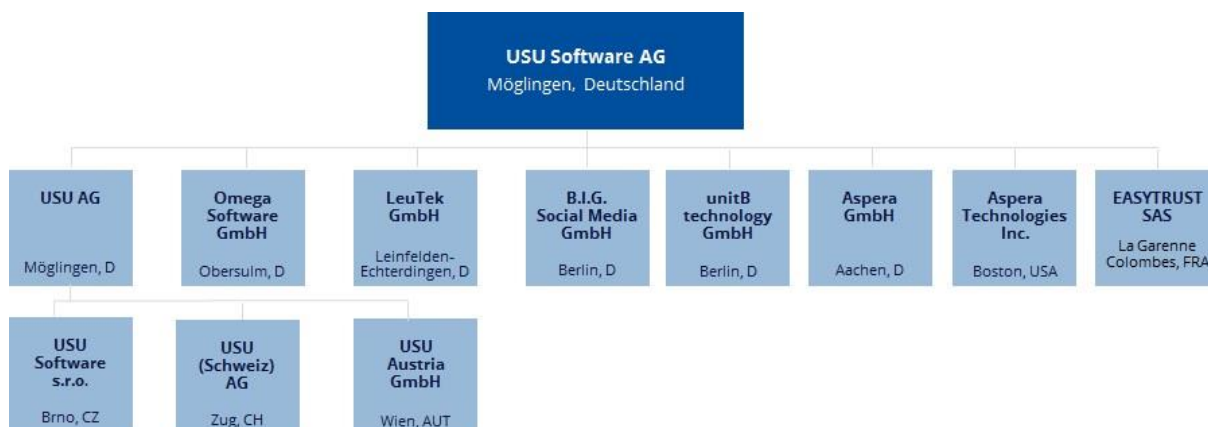 USU Software AG
Möglingen, Deutschland
USU AG
Möglingen, D
Omega
Software
GmbH
Obersulm, D
LeuTek
GmbH
Leinfelden-
Echterdingen, D
B.I.G.
Social Media
GmbH
Berlin, D
unitB
technology
GmbH
Berlin, D
Aspera
GmbH
Aachen, D
Aspera
Technologies
Inc.
Boston, USA
EASYTRUST
SAS
La Garenne
Colombes, FRA
USU
Software
s.r.o.
Brno, CZ
USU
(Schweiz)
AG
Zug, CH
USU
Austria
GmbH
Wien, AUT